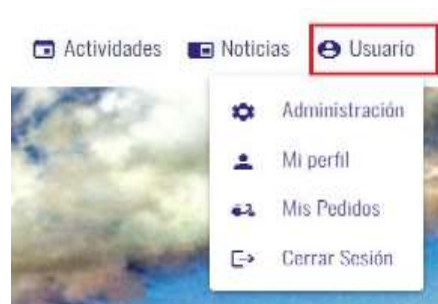 Actividades Noticias Usuario
Administración
Mi perfil
Mis Pedidos
Cerrar Sesión